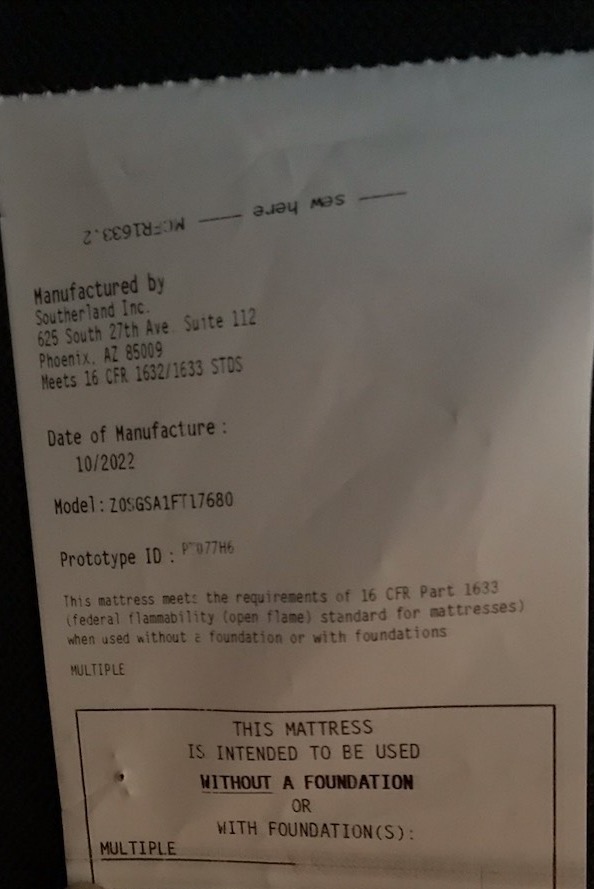 — sew here — MCFR1633.2
Manufactured by
Southerland Inc.
625 South 27th Ave. Suite 112
Phoenix, AZ 85009
Meets 16 CFR 1632/1633 STDS
Date of Manufacture :
10/2022
Model: ZOSGSA1FT17680
Prototype ID :
This mattress meets the requirements of 16 CFR Part 1633
(federal flammability (open flame) standard for mattresses)
when used without a foundation or with foundations
MULTIPLE
THIS MATTRESS
IS INTENDED TO BE USED
WITHOUT A FOUNDATION
OR
WITH FOUNDATION(S):
MULTIPLE